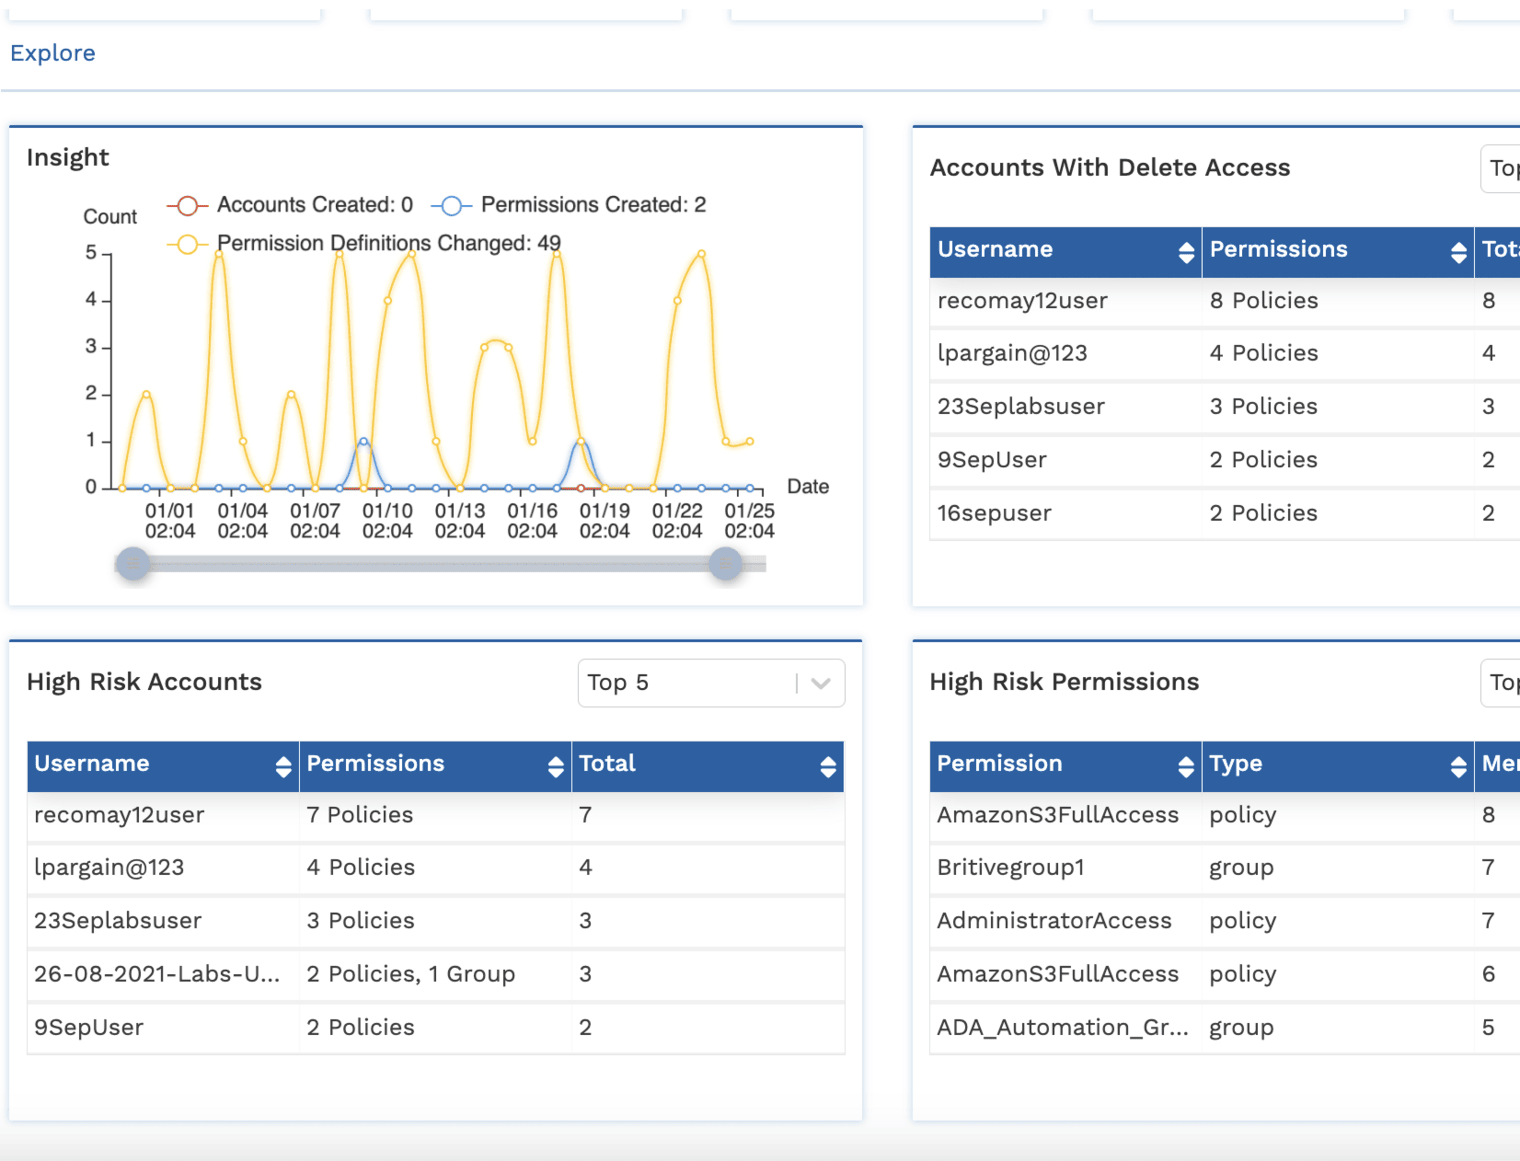 Explore
Insight
Accounts Created: 0 Permissions Created: 2
Count
Permission Definitions Changed: 49
5
4
3
2
1
0
Date
01/01 01/04 01/07 01/10 01/13 01/16 01/19 01/22 01/25
02:04 02:04 02:04 02:04 02:04 02:04 02:04 02:04 02:04
Accounts With Delete Access
Username Permissions
recomay12user 8 Policies 8
lpargain@123 4 Policies 4
23Seplabsuser 3 Policies 3
9SepUser 2 Policies 2
16sepuser 2 Policies 2
High Risk Accounts Top 5
Username Permissions Total
recomay12user 7 Policies 7
lpargain@123 4 Policies 4
23Seplabsuser 3 Policies 3
26-08-2021-Labs-U... 2 Policies, 1 Group 3
9SepUser 2 Policies 2
High Risk Permissions
Permission Type
AmazonS3FullAccess policy 8
Britivegroup1 group 7
AdministratorAccess policy 7
AmazonS3FullAccess policy 6
ADA_Automation_Gr... group 5